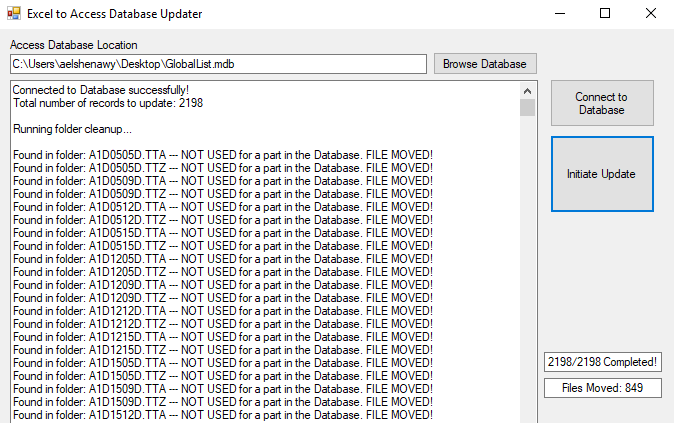 Excel to Access Database Updater
Access Database Location
C:\Users\aelshenawy\Desktop\GlobalList.mdb
Browse Database
Connected to Database successfully!
Total number of records to update: 2198
Running folder cleanup...
Found in folder: A1D0505D.TTA --- NOT USED for a part in the Database. FILE MOVED!
Found in folder: A1D0505D.TTZ --- NOT USED for a part in the Database. FILE MOVED!
Found in folder: A1D0509D.TTA --- NOT USED for a part in the Database. FILE MOVED!
Found in folder: A1D0509D.TTZ --- NOT USED for a part in the Database. FILE MOVED!
Found in folder: A1D0512D.TTA --- NOT USED for a part in the Database. FILE MOVED!
Found in folder: A1D0512D.TTZ --- NOT USED for a part in the Database. FILE MOVED!
Found in folder: A1D0515D.TTA --- NOT USED for a part in the Database. FILE MOVED!
Found in folder: A1D0515D.TTZ --- NOT USED for a part in the Database. FILE MOVED!
Found in folder: A1D1205D.TTA --- NOT USED for a part in the Database. FILE MOVED!
Found in folder: A1D1205D.TTZ --- NOT USED for a part in the Database. FILE MOVED!
Found in folder: A1D1209D.TTA --- NOT USED for a part in the Database. FILE MOVED!
Found in folder: A1D1209D.TTZ --- NOT USED for a part in the Database. FILE MOVED!
Found in folder: A1D1212D.TTA --- NOT USED for a part in the Database. FILE MOVED!
Found in folder: A1D1212D.TTZ --- NOT USED for a part in the Database. FILE MOVED!
Found in folder: A1D1215D.TTA --- NOT USED for a part in the Database. FILE MOVED!
Found in folder: A1D1215D.TTZ --- NOT USED for a part in the Database. FILE MOVED!
Found in folder: A1D1505D.TTA --- NOT USED for a part in the Database. FILE MOVED!
Found in folder: A1D1505D.TTZ --- NOT USED for a part in the Database. FILE MOVED!
Found in folder: A1D1509D.TTA --- NOT USED for a part in the Database. FILE MOVED!
Found in folder: A1D1509D.TTZ --- NOT USED for a part in the Database. FILE MOVED!
Found in folder: A1D1512D.TTA --- NOT USED for a part in the Database. FILE MOVED!
Connect to
Database
Initiate Update
2198/2198 Completed!
Files Moved: 849